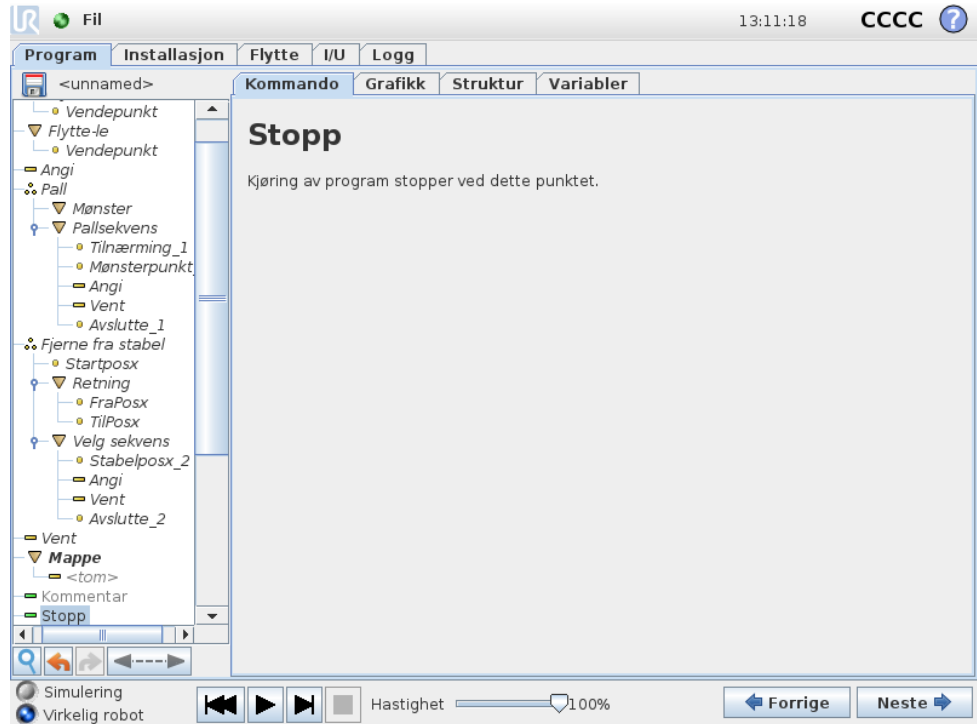 UR Fil 13:11:18 CCCC ?
Program Installasjon Flytte I/U Logg
<unnamed>
Kommando Grafikk Struktur Variabler
Vendepunkt
Flytte-le
Vendepunkt
Angi
Pall
Mønster
Pallsekvens
Tilnærming_1
Mønsterpunkt
Angi
Vent
Avslutte_1
Fjerne fra stabel
Startposx
Retning
FraPosx
TilPosx
Velg sekvens
Stabelposx_2
Angi
Vent
Avslutte_2
Vent
Mappe
<tom>
Kommentar
Stopp
Stopp
Kjøring av program stopper ved dette punktet.
Simulering
Virkelig robot
Hastighet 100%
Forrige Neste